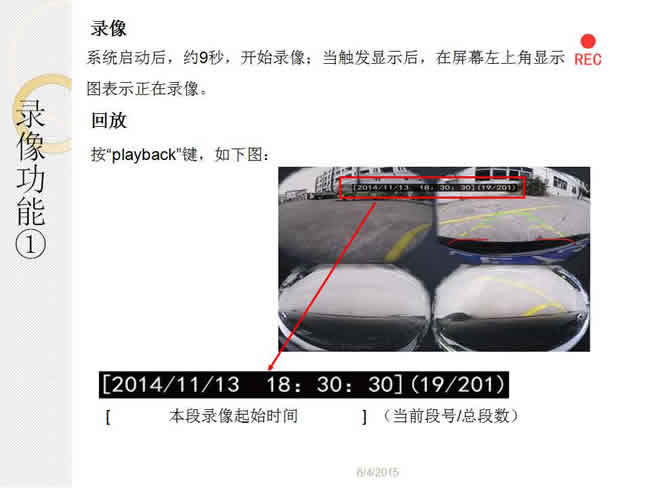 录像功能①
录像
系统启动后，约9秒，开始录像；当触发显示后，在屏幕左上角显示 REC
图表示正在录像。
回放
按“playback”键，如下图：
[2014/11/13 18:30:30](19/201)
[2014/11/13 18:30:30](19/201)
[ 本段录像起始时间 ]（当前段号/总段数）
8/4/2015